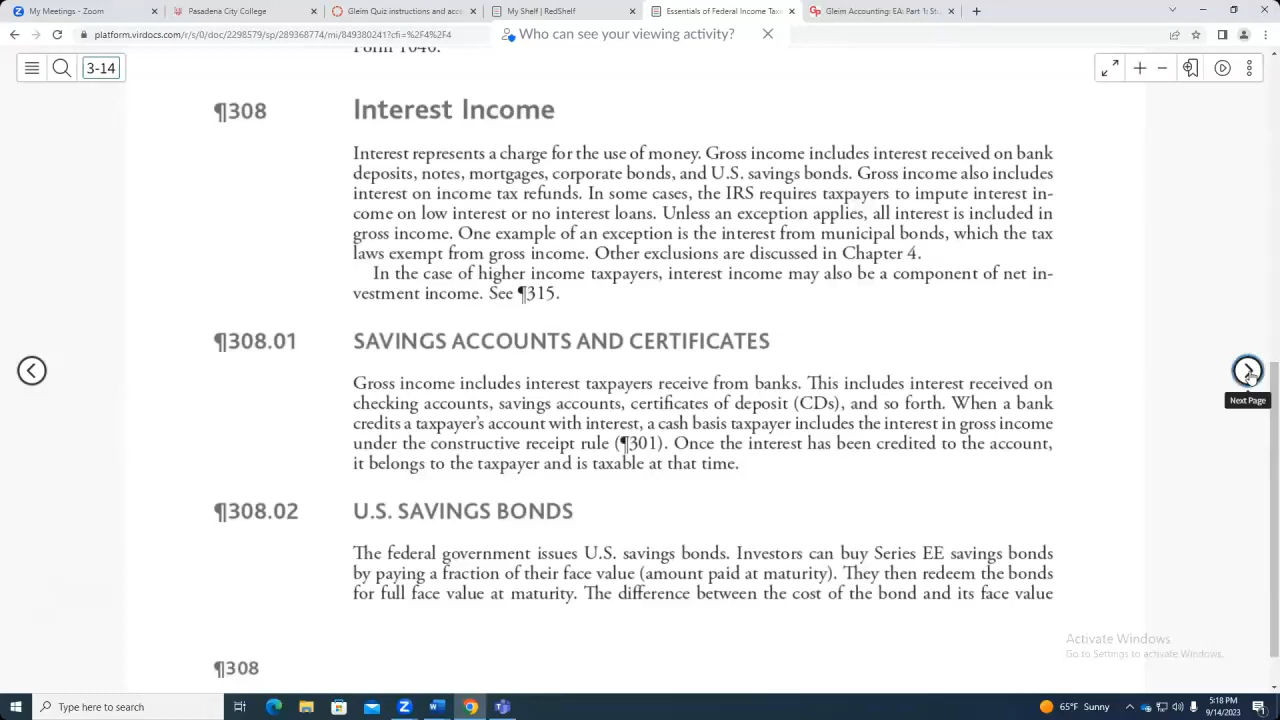 My Meetings - Zoom
Pasadena City College
Gleim Quiz instructions and acc
My Shelf | RedShelf
Essentials of Federal Income Tax
Gleim Accounting: EA Part 1: St
platform.virdocs.com/r/s/0/doc/2298579/sp/289368774/mi/849380241?cfi=%2F4%2F4
Who can see your viewing activity?
Form 1040.
3-14
¶308 Interest Income
Interest represents a charge for the use of money. Gross income includes interest received on bank
deposits, notes, mortgages, corporate bonds, and U.S. savings bonds. Gross income also includes
interest on income tax refunds. In some cases, the IRS requires taxpayers to impute interest in-
come on low interest or no interest loans. Unless an exception applies, all interest is included in
gross income. One example of an exception is the interest from municipal bonds, which the tax
laws exempt from gross income. Other exclusions are discussed in Chapter 4.
In the case of higher income taxpayers, interest income may also be a component of net in-
vestment income. See ¶315.
¶308.01 SAVINGS ACCOUNTS AND CERTIFICATES
Gross income includes interest taxpayers receive from banks. This includes interest received on
checking accounts, savings accounts, certificates of deposit (CDs), and so forth. When a bank
credits a taxpayer's account with interest, a cash basis taxpayer includes the interest in gross income
under the constructive receipt rule (¶301). Once the interest has been credited to the account,
it belongs to the taxpayer and is taxable at that time.
Next Page
¶308.02 U.S. SAVINGS BONDS
The federal government issues U.S. savings bonds. Investors can buy Series EE savings bonds
by paying a fraction of their face value (amount paid at maturity). They then redeem the bonds
for full face value at maturity. The difference between the cost of the bond and its face value
Activate Windows
Go to Settings to activate Windows.
¶308
Type here to search
65°F Sunny
5:18 PM
9/14/2023